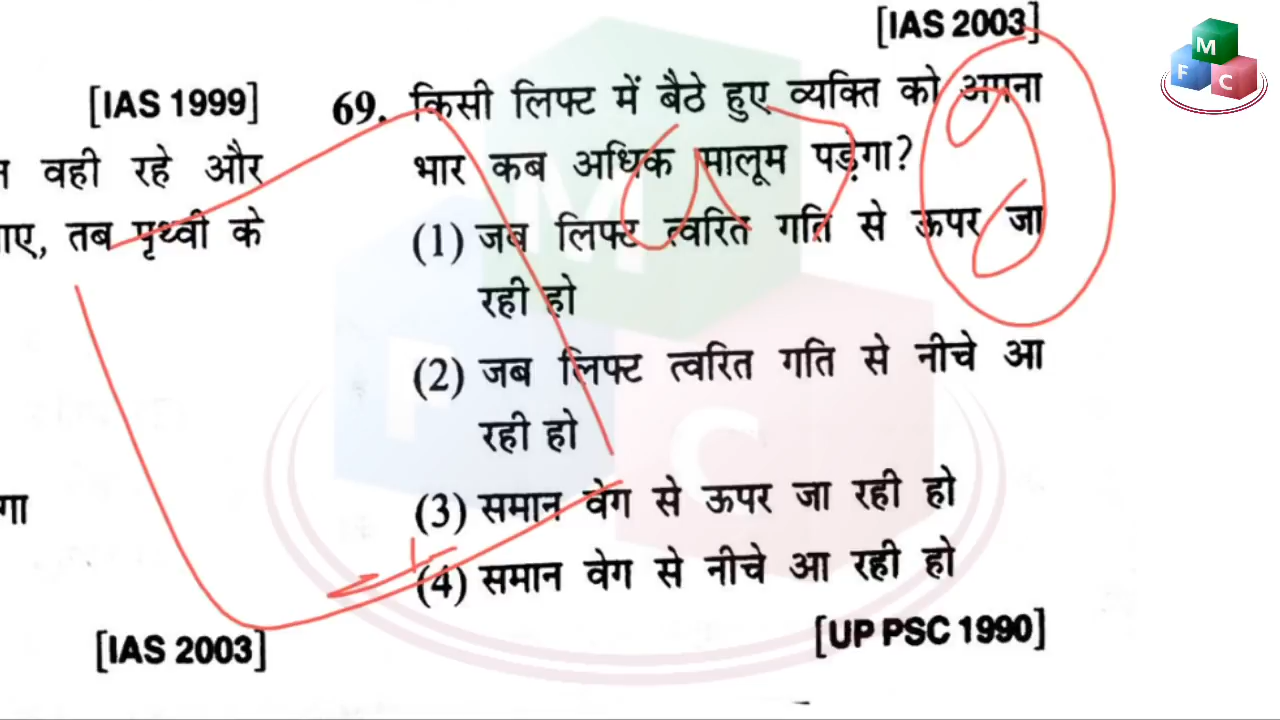 [IAS 1999]
वही रहे और
तब पृथ्वी के
[IAS 2003]
[IAS 2003]
69. किसी लिफ्ट में बैठे हुए व्यक्ति को अपना
भार कब अधिक मालूम पड़ेगा?
(1) जब लिफ्ट त्वरित गति से ऊपर जा
रही हो
(2) जब लिफ्ट त्वरित गति से नीचे आ
रही हो
(3) समान वेग से ऊपर जा रही हो
(4) समान वेग से नीचे आ रही हो
[UP PSC 1990]
M
F C
M
F C